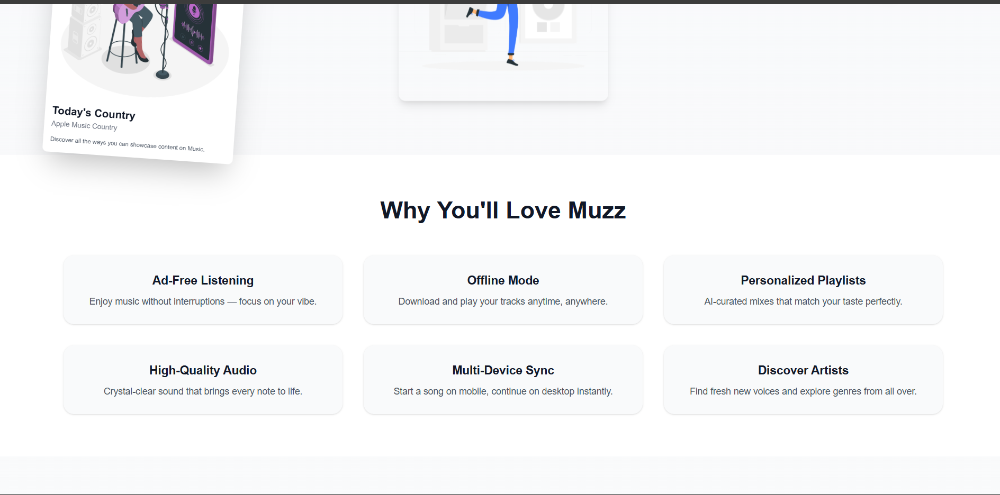 Today's Country
Apple Music Country
Discover all the ways you can showcase content on Music.
Why You'll Love Muzz
Ad-Free Listening
Enjoy music without interruptions — focus on your vibe.
Offline Mode
Download and play your tracks anytime, anywhere.
Personalized Playlists
AI-curated mixes that match your taste perfectly.
High-Quality Audio
Crystal-clear sound that brings every note to life.
Multi-Device Sync
Start a song on mobile, continue on desktop instantly.
Discover Artists
Find fresh new voices and explore genres from all over.